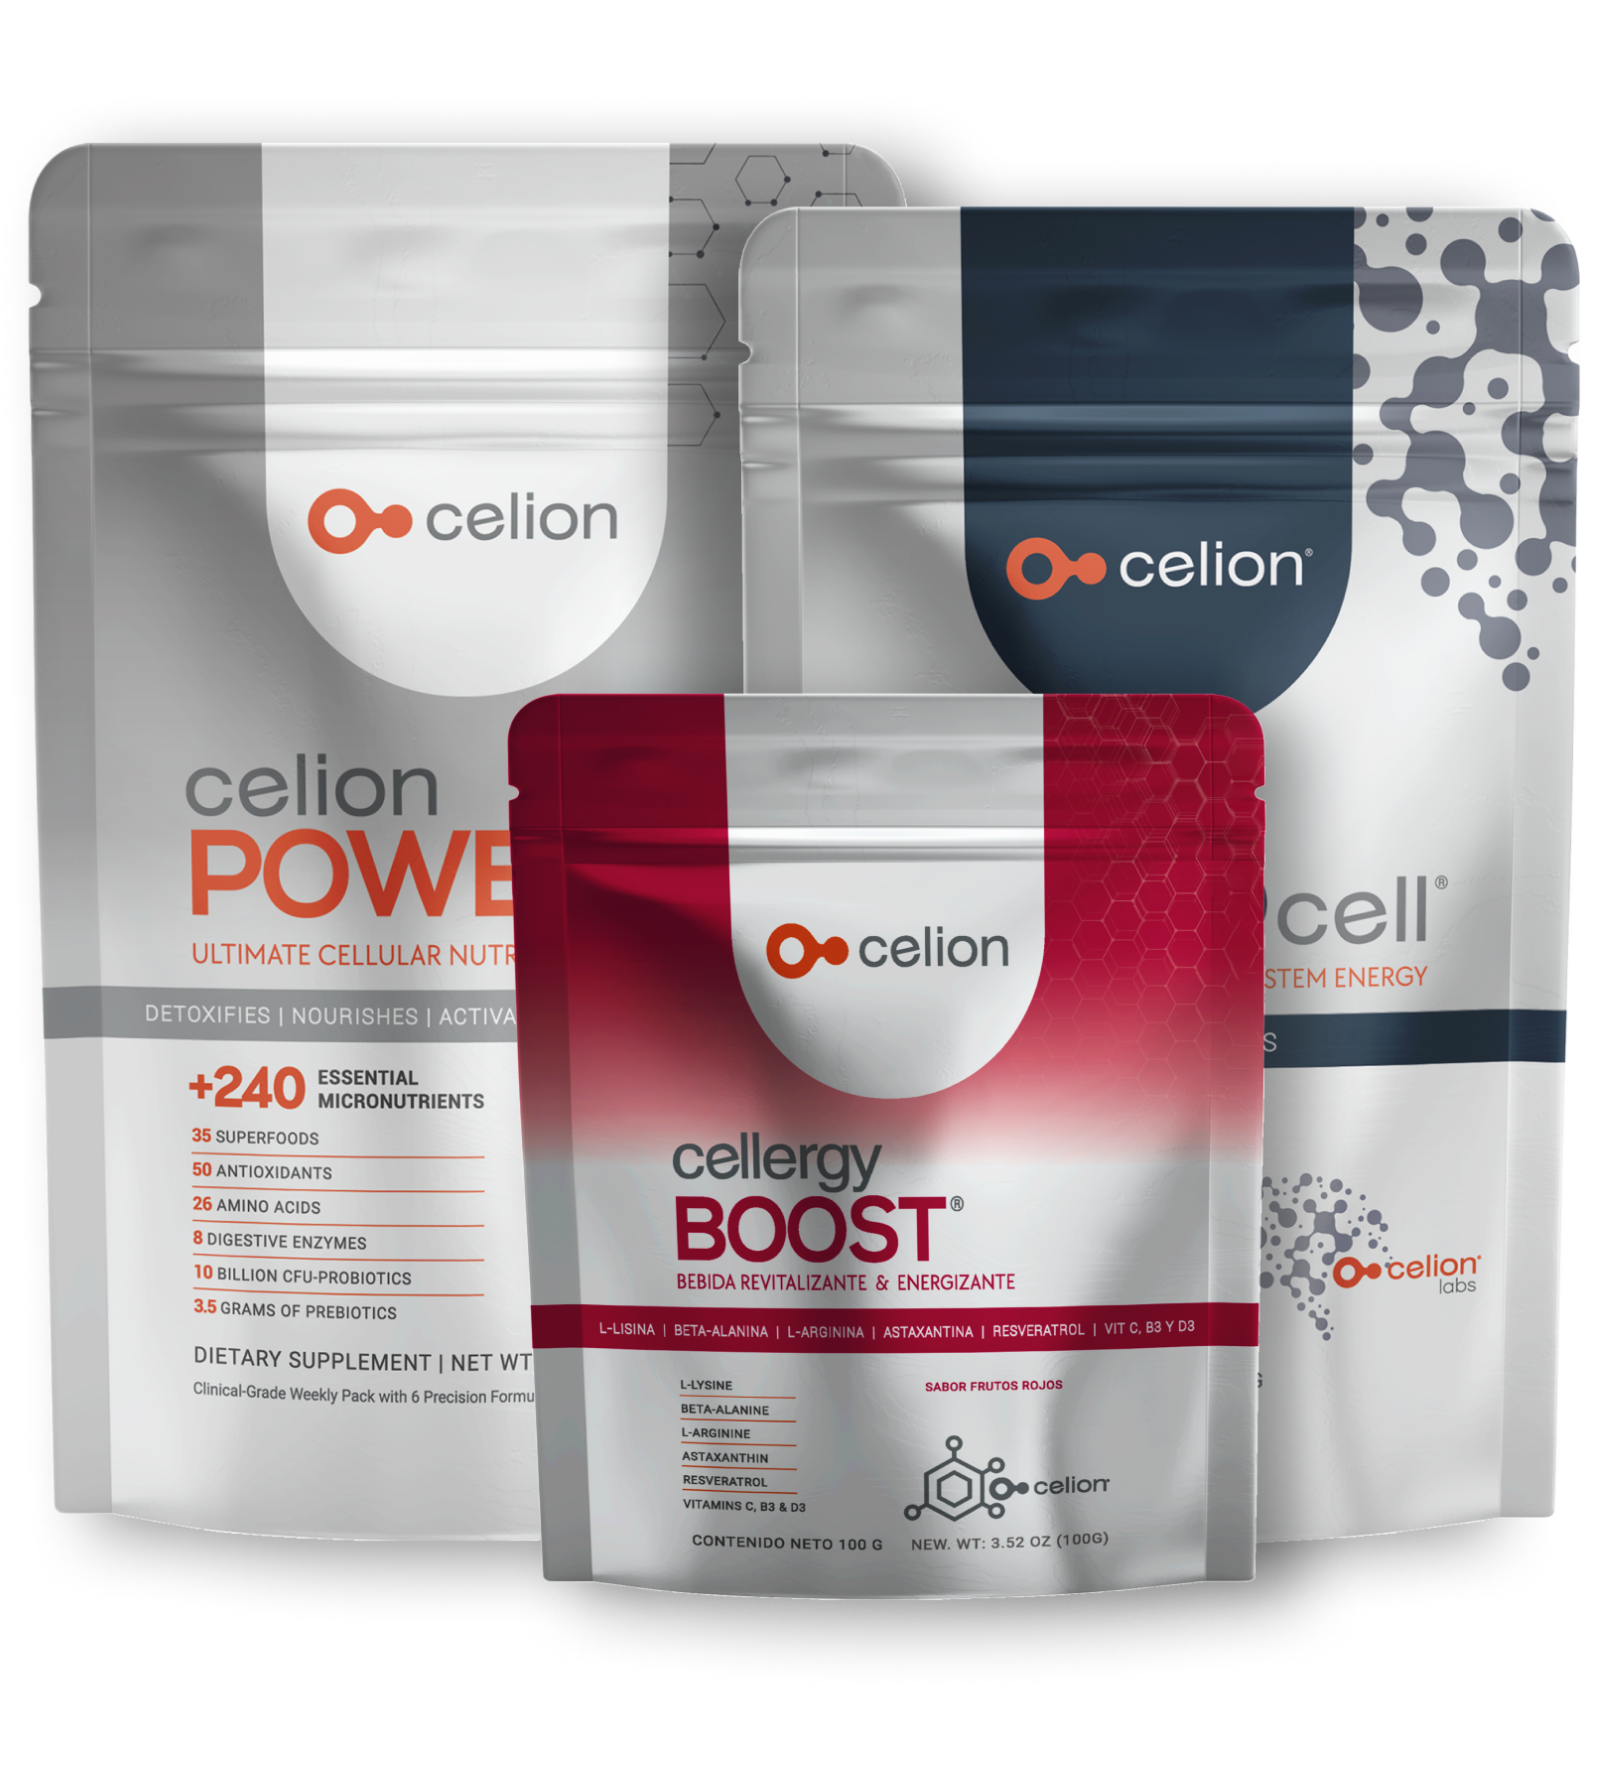 celion
celion
POWE
ULTIMATE CELLULAR NUTR
DETOXIFIES | NOURISHES | ACTIVA
+240 ESSENTIAL
MICRONUTRIENTS
35 SUPERFOODS
50 ANTIOXIDANTS
26 AMINO ACIDS
8 DIGESTIVE ENZYMES
10 BILLION CFU-PROBIOTICS
3.5 GRAMS OF PREBIOTICS
DIETARY SUPPLEMENT | NET WT
Clinical-Grade Weekly Pack with 6 Precision Formu
celion®
cell®
STEM ENERGY
S
celion®
labs
G
celion
cellergy
BOOST®
BEBIDA REVITALIZANTE & ENERGIZANTE
L-LISINA | BETA-ALANINA | L-ARGININA | ASTAXANTINA | RESVERATROL | VIT C, B3 Y D3
L-LYSINE
BETA-ALANINE
L-ARGININE
ASTAXANTHIN
RESVERATROL
VITAMINS C, B3 & D3
SABOR FRUTOS ROJOS
celion
CONTENIDO NETO 100 G
NEW. WT: 3.52 OZ (100G)